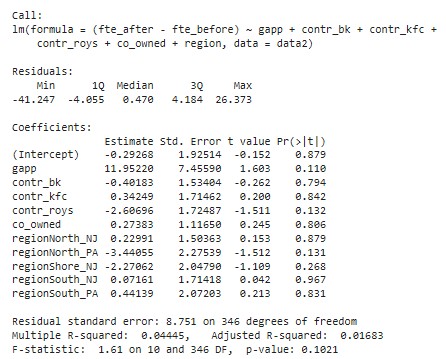 Call:
lm(formula = (fte_after - fte_before) ~ gapp + contr_bk + contr_kfc +
    contr_roys + co_owned + region, data = data2)

Residuals:
    Min      1Q  Median      3Q     Max
-41.247  -4.055   0.470   4.184  26.373

Coefficients:
               Estimate Std. Error t value Pr(>|t|)
(Intercept)    -0.29268    1.92514  -0.152    0.879
gapp           11.95220    7.45590   1.603    0.110
contr_bk       -0.40183    1.53404  -0.262    0.794
contr_kfc       0.34249    1.71462   0.200    0.842
contr_roys     -2.60696    1.72487  -1.511    0.132
co_owned        0.27383    1.11650   0.245    0.806
regionNorth_NJ  0.22991    1.50363   0.153    0.879
regionNorth_PA -3.44055    2.27539  -1.512    0.131
regionShore_NJ -2.27062    2.04790  -1.109    0.268
regionSouth_NJ  0.07161    1.71418   0.042    0.967
regionSouth_PA  0.44139    2.07203   0.213    0.831

Residual standard error: 8.751 on 346 degrees of freedom
Multiple R-squared:  0.04445,	Adjusted R-squared:  0.01683
F-statistic:  1.61 on 10 and 346 DF,  p-value: 0.1021